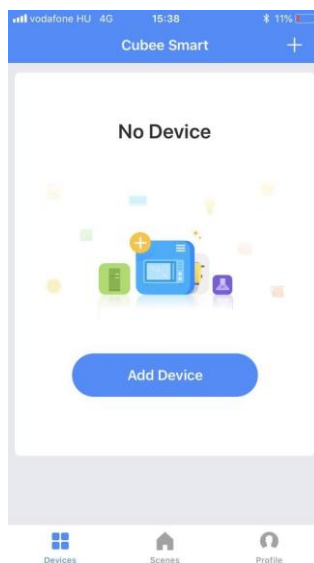 vodafone HU 4G 15:38 11%
Cubee Smart +
No Device
Add Device
Devices Scenes Profile